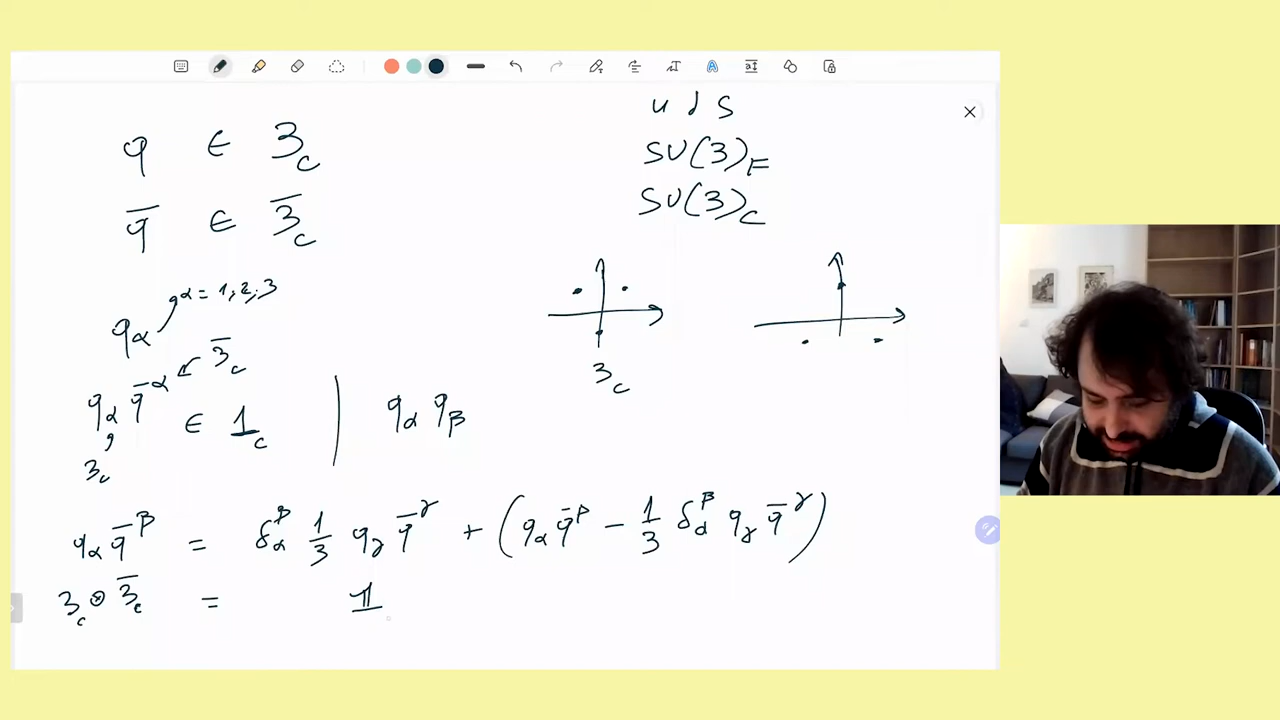 q ∈ 3_c
q̄ ∈ 3̄_c
α = 1, 2, 3
q_α
3̄_c
q_α q̄^α ∈ 1_c | q_α q_β
3_c
q_α q̄^β = δ_α^β 1/3 q_γ q̄^γ + (q_α q̄^β − 1/3 δ_α^β q_γ q̄^γ)
3_c ⊗ 3̄_c = 1
u d s
SU(3)_F
SU(3)_C
3_c